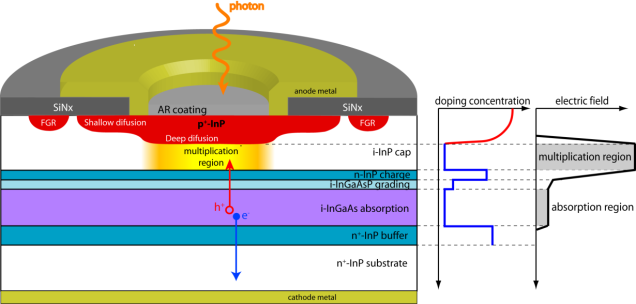 photon
anode metal
SiNx
SiNx
AR coating
p+-InP
FGR
Shallow difusion
FGR
Deep diffusion
multiplication
region
i-InP cap
n-InP charge
i-InGaAsP grading
h+
e-
i-InGaAs absorption
n+-InP buffer
n+-InP substrate
cathode metal
doping concentration
electric field
multiplication region
absorption region